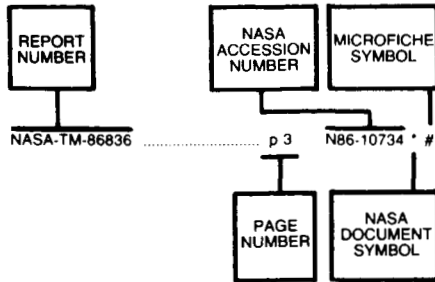 REPORT
NUMBER
NASA
ACCESSION
NUMBER
MICROFICHE
SYMBOL
NASA-TM-86836 ........................ p 3 N86-10734 * #
PAGE
NUMBER
NASA
DOCUMENT
SYMBOL